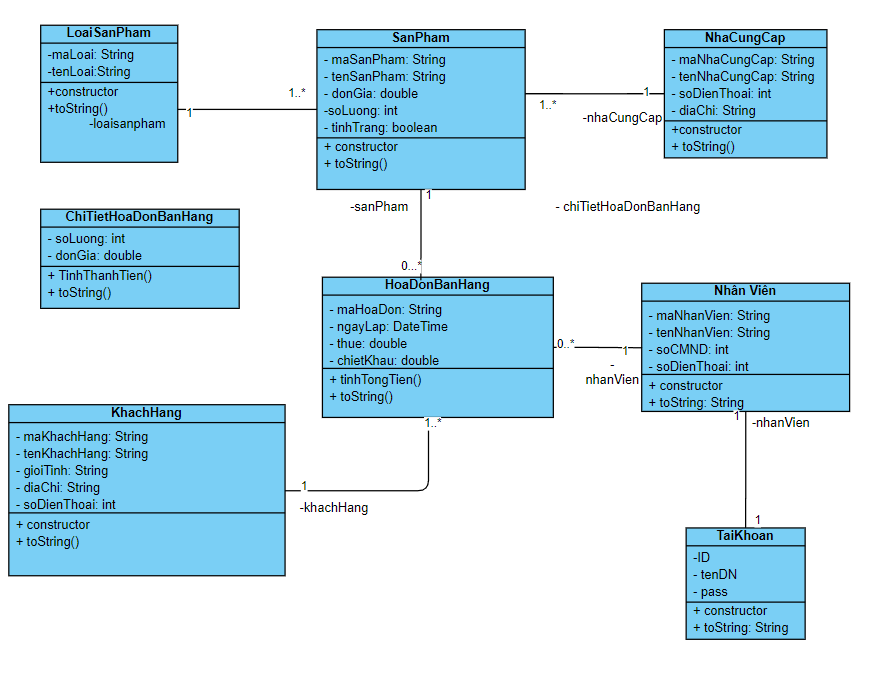 LoaiSanPham
-maLoai: String
-tenLoai:String
+constructor
+toString()
-loaisanpham
1
1..*
SanPham
- maSanPham: String
- tenSanPham: String
- donGia: double
-soLuong: int
- tinhTrang: boolean
+ constructor
+ toString()
1..*
1
-nhaCungCap
NhaCungCap
- maNhaCungCap: String
- tenNhaCungCap: String
- soDienThoai: int
- diaChi: String
+constructor
+ toString()
1
-sanPham
- chiTietHoaDonBanHang
0...*
ChiTietHoaDonBanHang
- soLuong: int
- donGia: double
+ TinhThanhTien()
+ toString()
HoaDonBanHang
- maHoaDon: String
- ngayLap: DateTime
- thue: double
- chietKhau: double
+ tinhTongTien()
+ toString()
0..*
1
-
nhanVien
Nhân Viên
- maNhanVien: String
- tenNhanVien: String
- soCMND: int
- soDienThoai: int
+ constructor
+ toString: String
KhachHang
- maKhachHang: String
- tenKhachHang: String
- gioiTinh: String
- diaChi: String
- soDienThoai: int
+ constructor
+ toString()
1..*
1
-khachHang
1
-nhanVien
1
TaiKhoan
-ID
- tenDN
- pass
+ constructor
+ toString: String